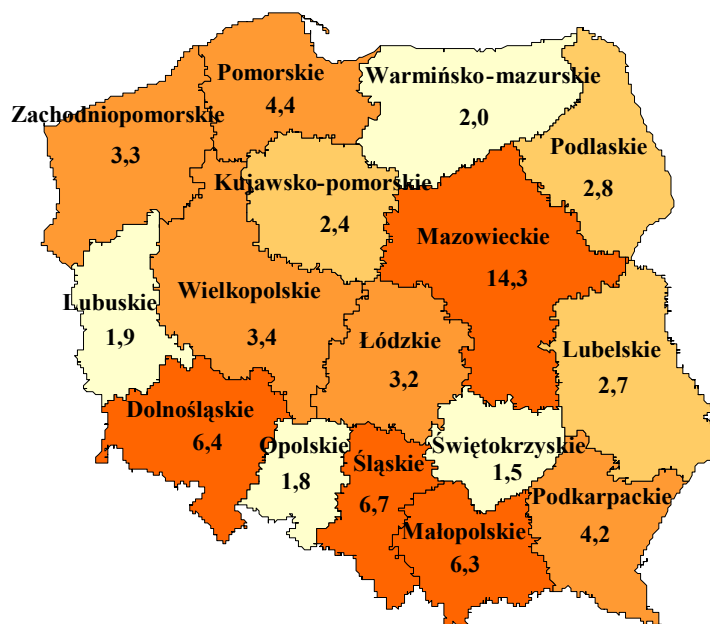 Pomorskie
4,4
Warmińsko-mazurskie
2,0
Zachodniopomorskie
3,3
Podlaskie
2,8
Kujawsko-pomorskie
2,4
Mazowieckie
14,3
Lubuskie
1,9
Wielkopolskie
3,4
Łódzkie
3,2
Lubelskie
2,7
Dolnośląskie
6,4
Opolskie
1,8
Śląskie
6,7
Świętokrzyskie
1,5
Małopolskie
6,3
Podkarpackie
4,2